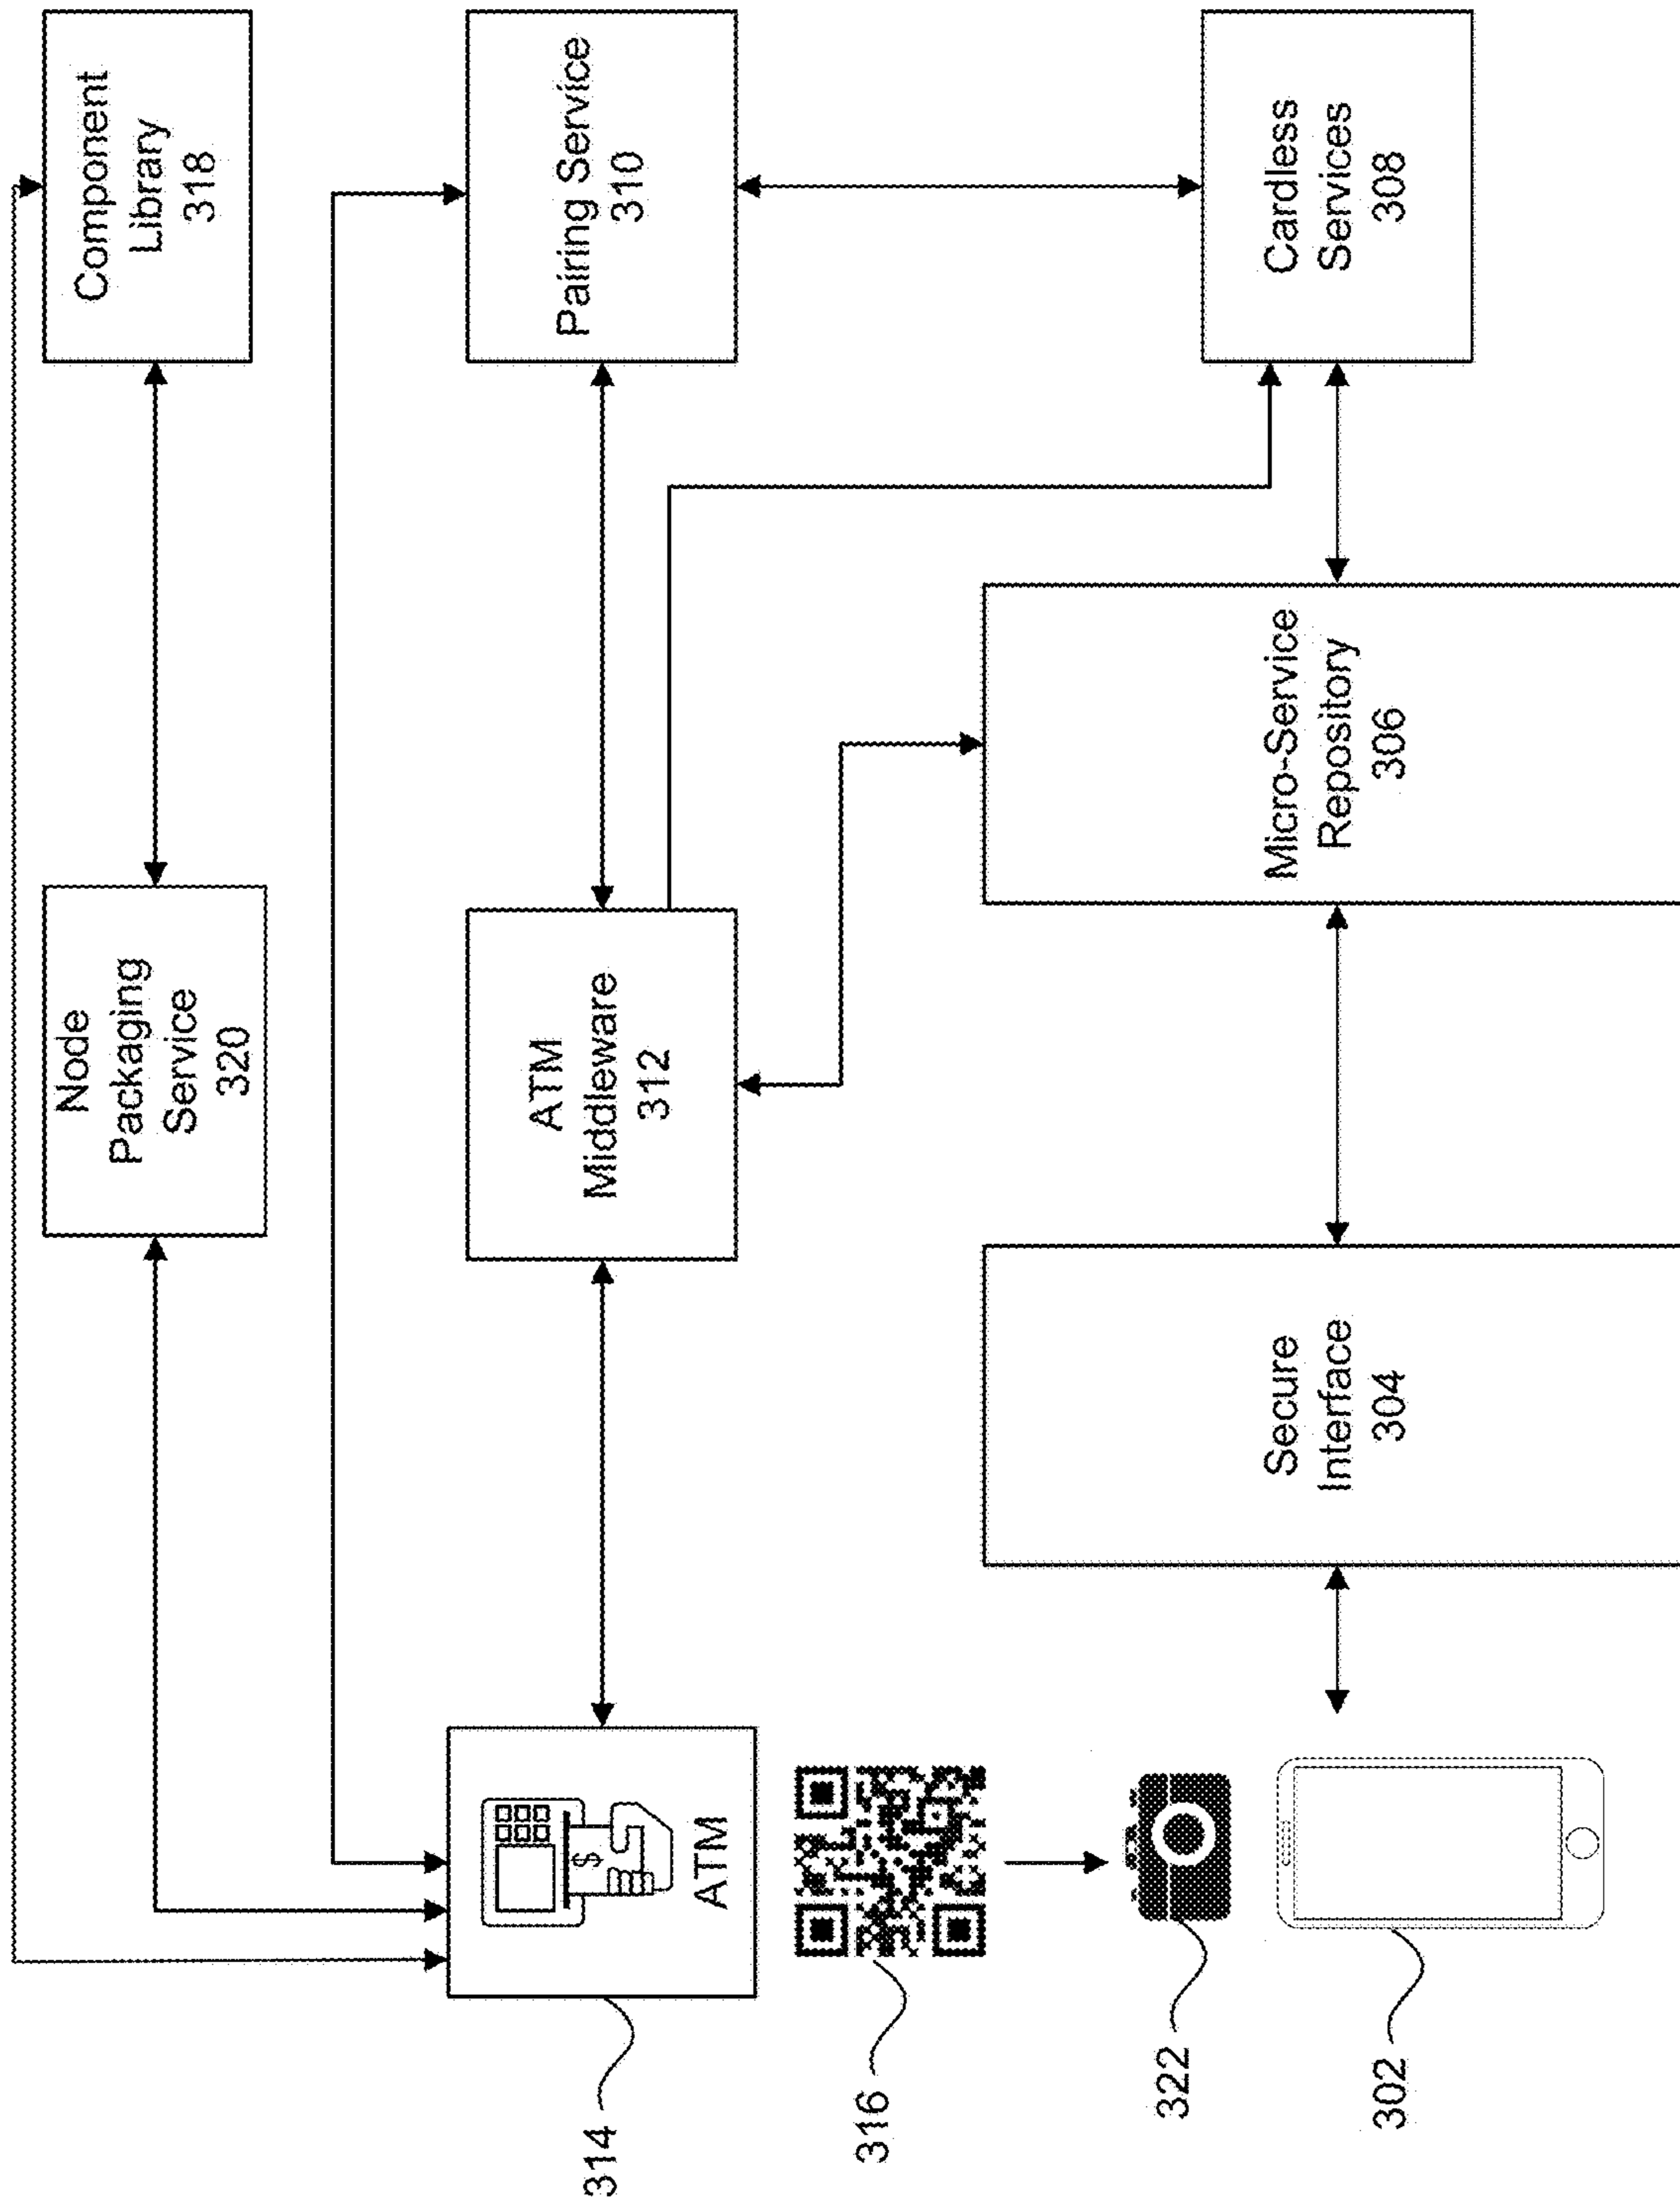 Node
Packaging
Service
320
Component
Library
318
ATM
314
ATM
Middleware
312
Pairing Service
310
316
322
302
Secure
Interface
304
Micro-Service
Repository
306
Cardless
Services
308